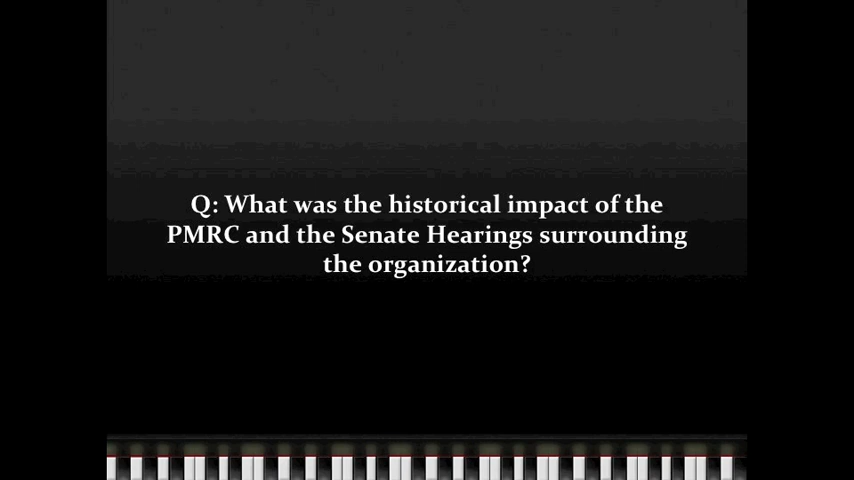 Q: What was the historical impact of the
PMRC and the Senate Hearings surrounding
the organization?